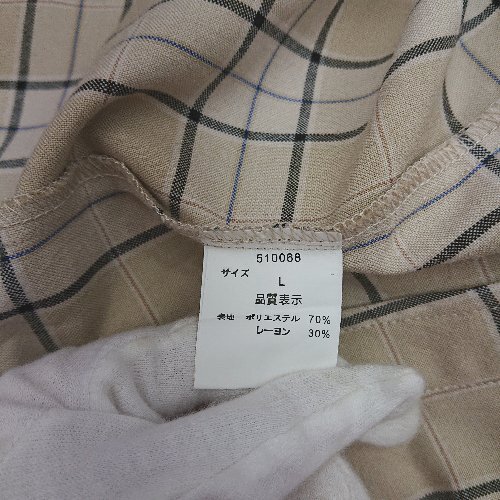 510068
サイズ
L
品質表示
表地 ポリエステル 70%
レーヨン 30%